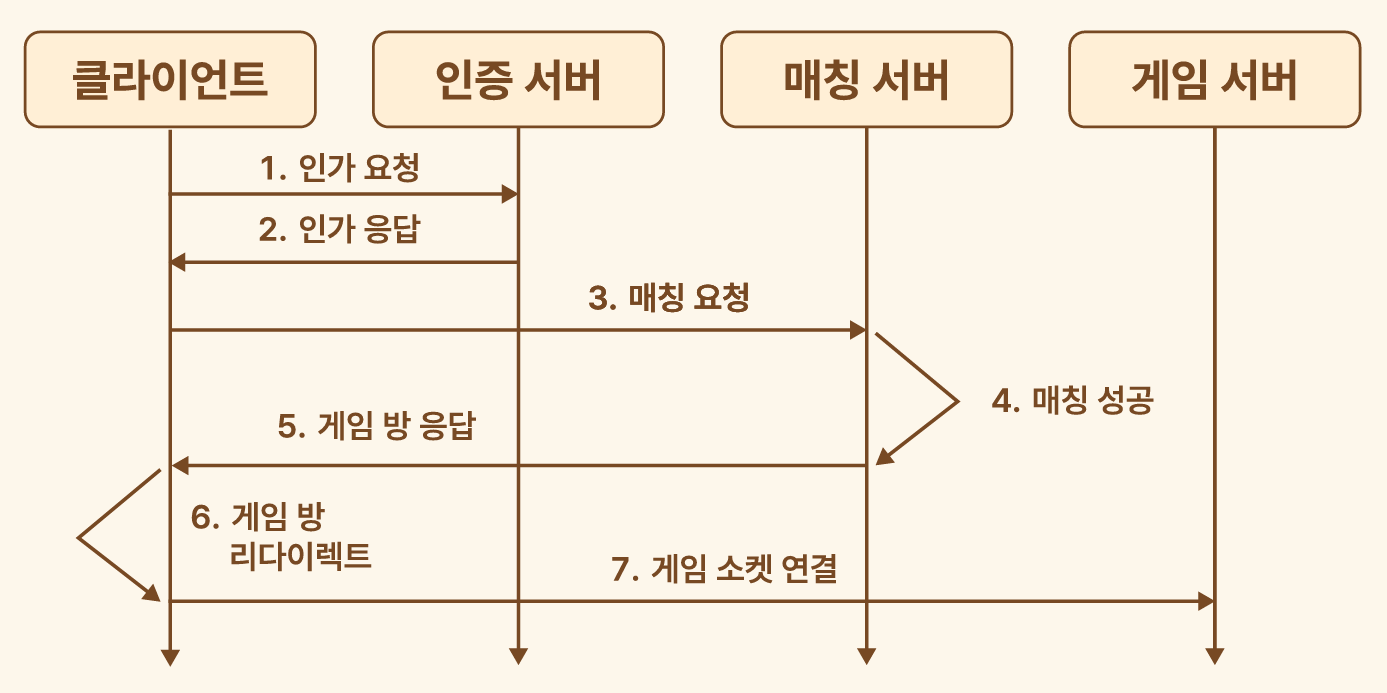 클라이언트
인증 서버
매칭 서버
게임 서버
1. 인가 요청
2. 인가 응답
3. 매칭 요청
4. 매칭 성공
5. 게임 방 응답
6. 게임 방
리다이렉트
7. 게임 소켓 연결